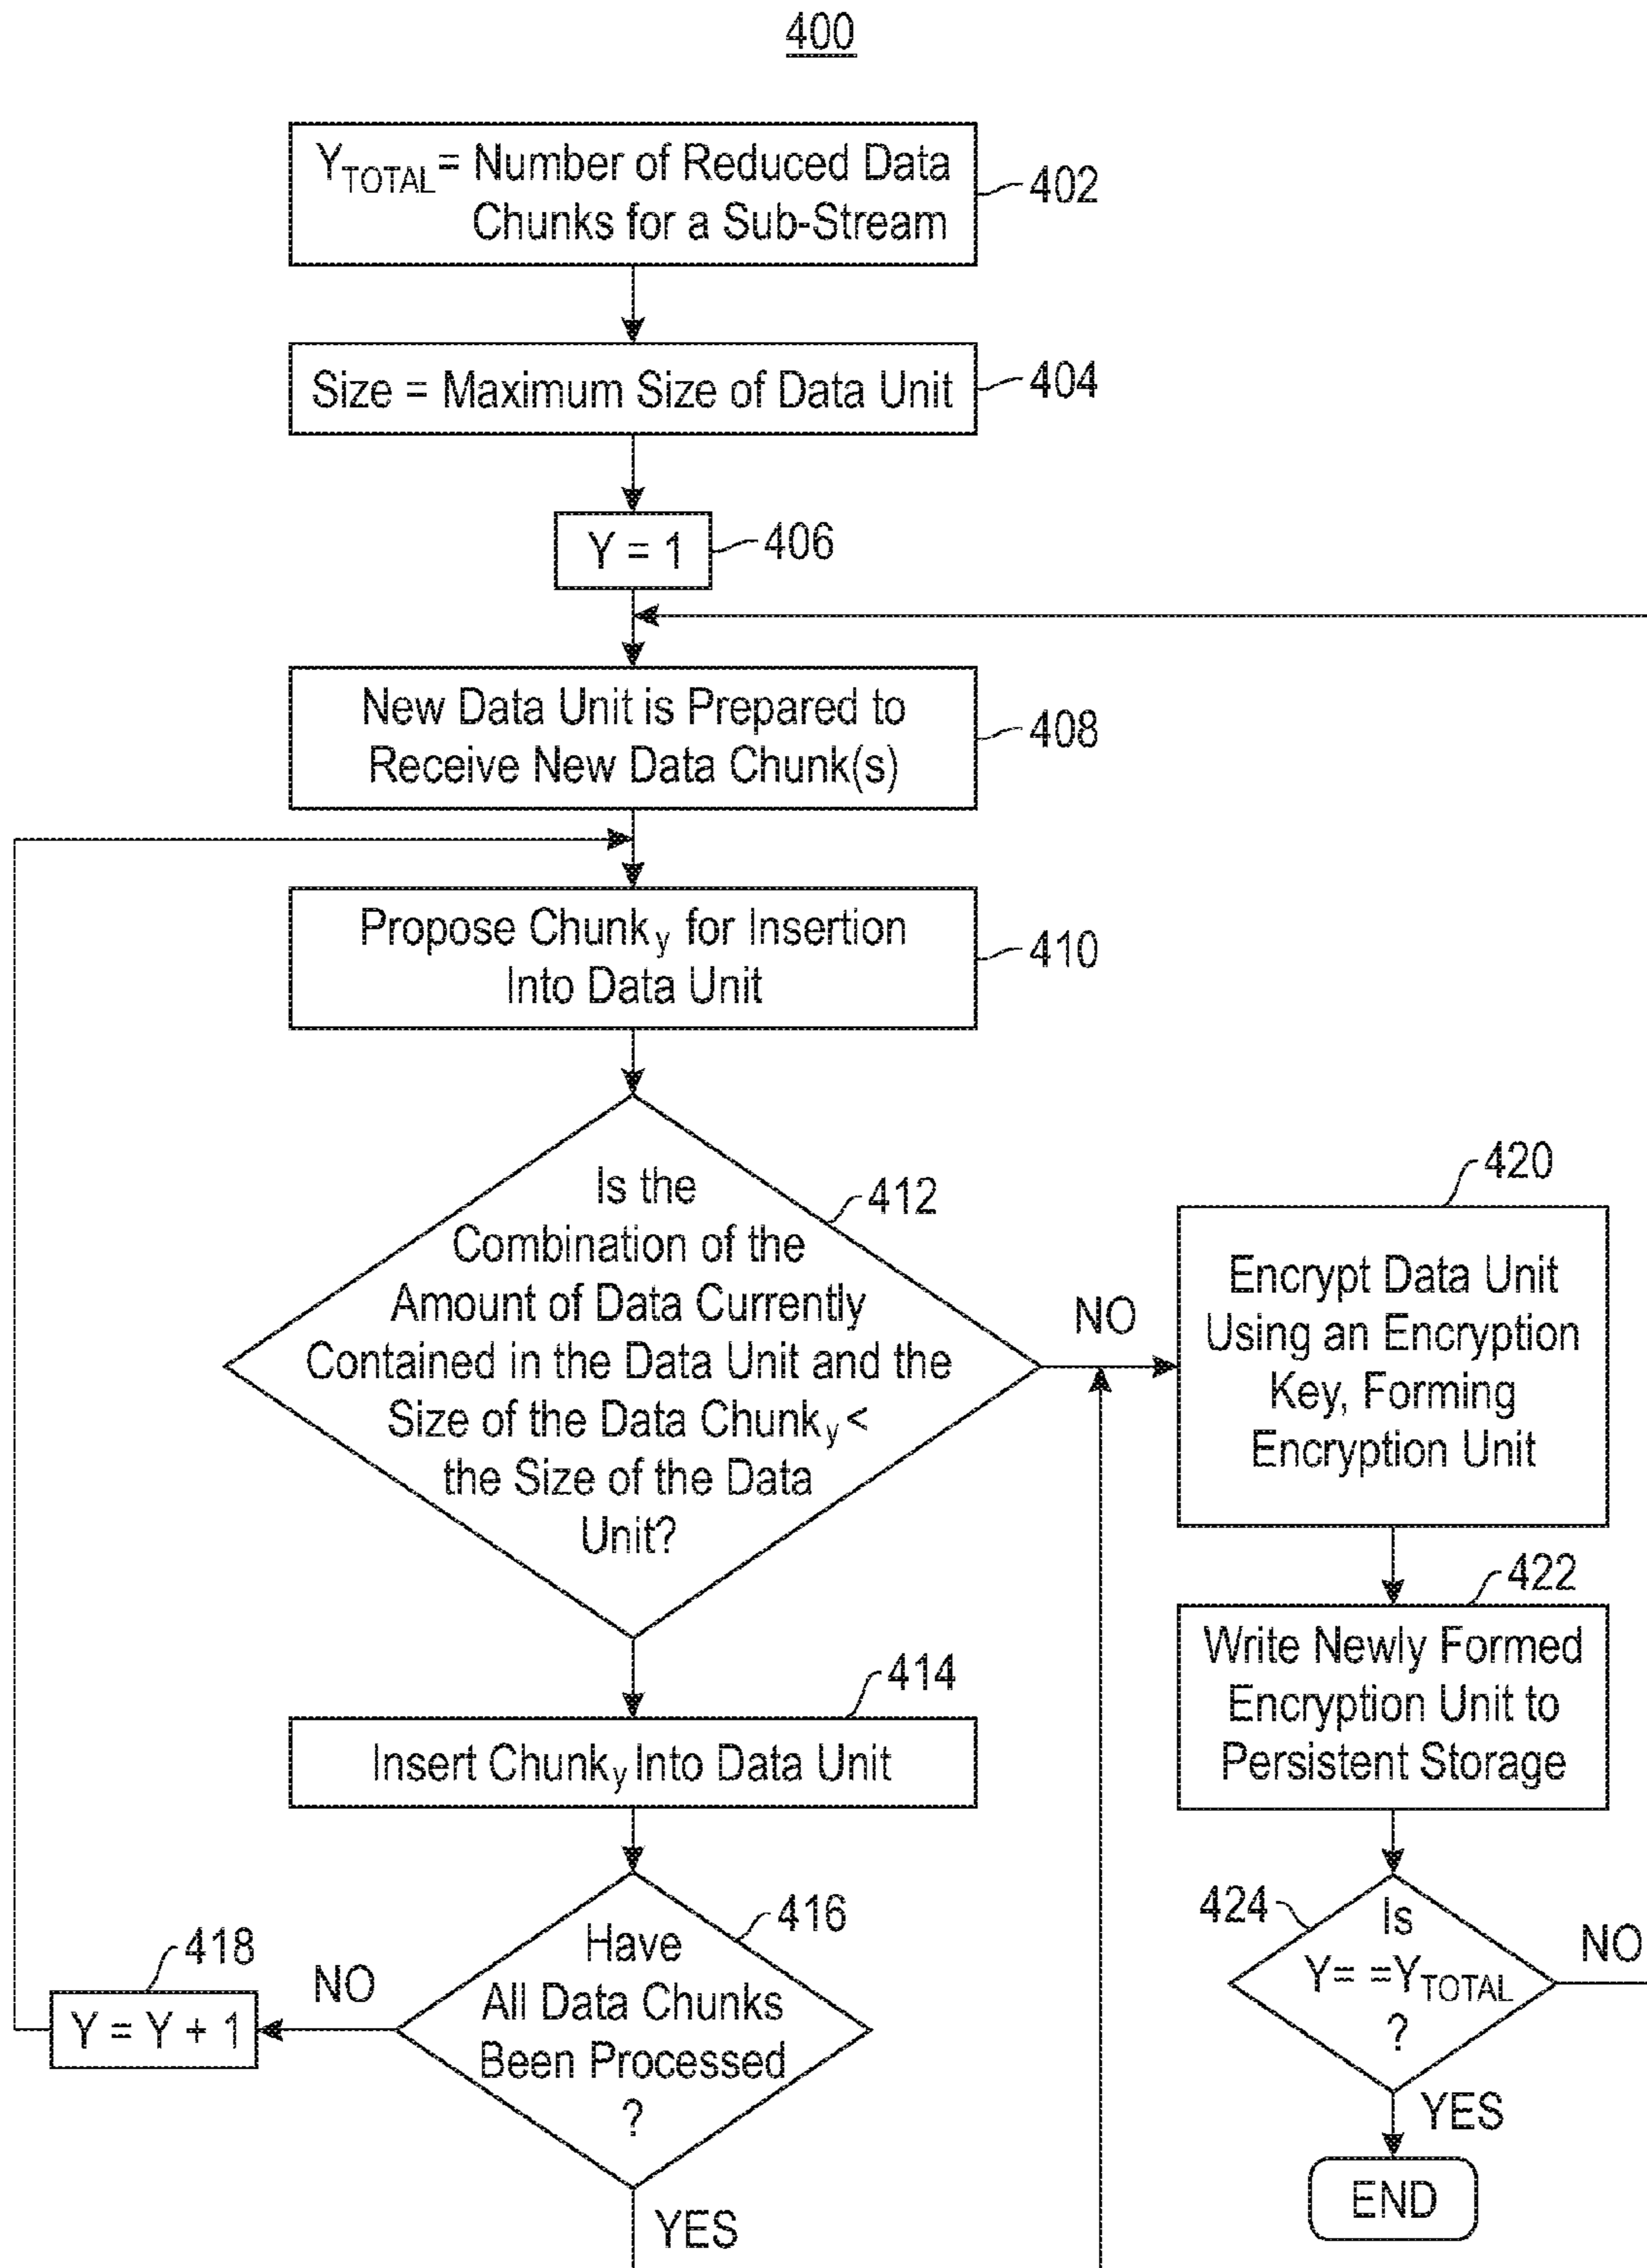 400
Y_TOTAL = Number of Reduced Data
Chunks for a Sub-Stream
402
Size = Maximum Size of Data Unit
404
Y = 1
406
New Data Unit is Prepared to
Receive New Data Chunk(s)
408
Propose Chunk_y for Insertion
Into Data Unit
410
Is the
Combination of the
Amount of Data Currently
Contained in the Data Unit and the
Size of the Data Chunk_y <
the Size of the Data
Unit?
412
NO
420
Encrypt Data Unit
Using an Encryption
Key, Forming
Encryption Unit
422
Write Newly Formed
Encryption Unit to
Persistent Storage
414
Insert Chunk_y Into Data Unit
416
Have
All Data Chunks
Been Processed
?
NO
418
Y = Y + 1
YES
424
Is
Y= =Y_TOTAL
?
NO
YES
END